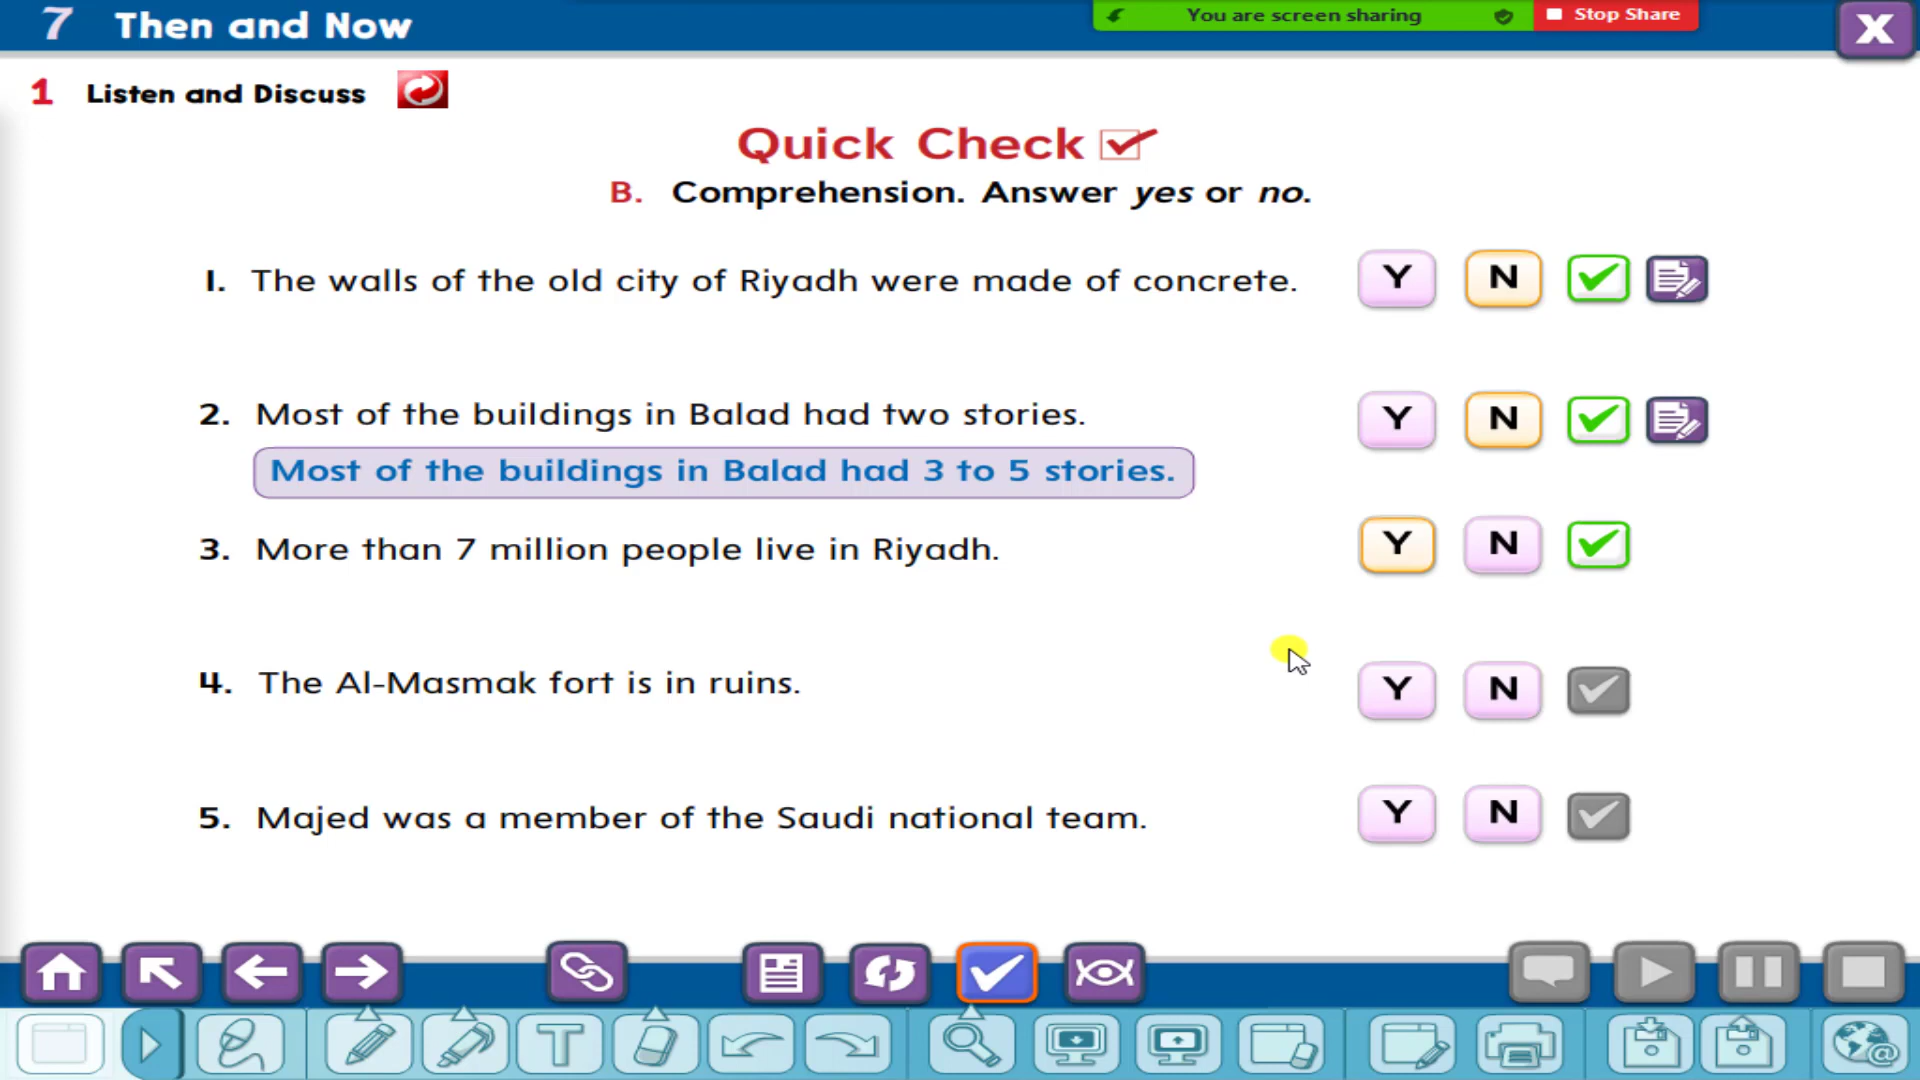 7 Then and Now
You are screen sharing
Stop Share
X
1 Listen and Discuss
Quick Check
B. Comprehension. Answer yes or no.
1. The walls of the old city of Riyadh were made of concrete. Y N
2. Most of the buildings in Balad had two stories. Y N
Most of the buildings in Balad had 3 to 5 stories.
3. More than 7 million people live in Riyadh. Y N
4. The Al-Masmak fort is in ruins. Y N
5. Majed was a member of the Saudi national team. Y N
T
@